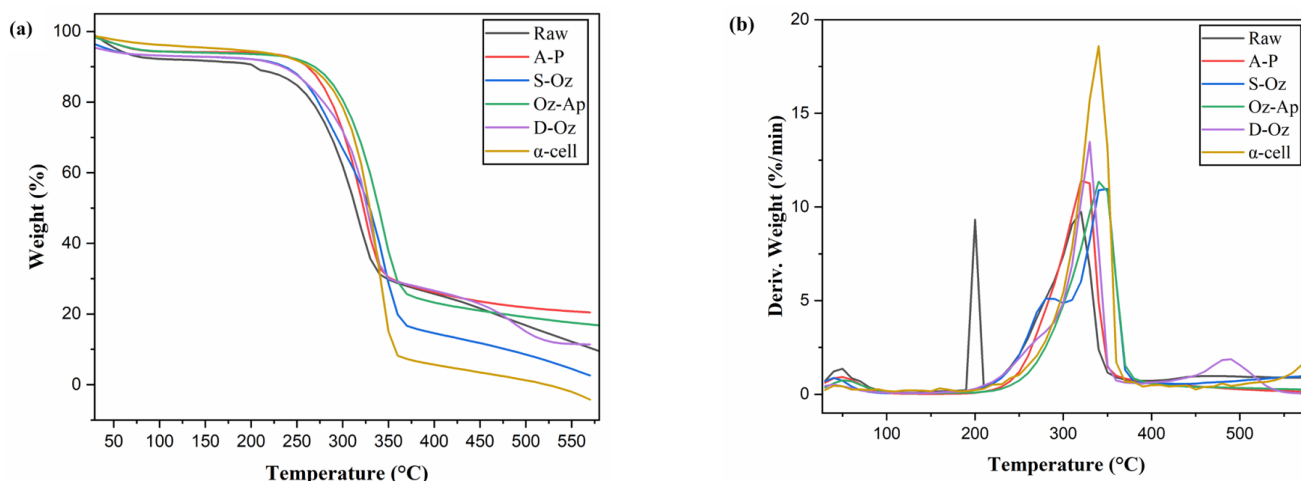 (a)
Weight (%)
100
80
60
40
20
0
50
100
150
200
250
300
350
400
450
500
550
Temperature (°C)
Raw
A-P
S-Oz
Oz-Ap
D-Oz
α-cell
(b)
Deriv. Weight (%/min)
20
15
10
5
0
100
200
300
400
500
Temperature (°C)
Raw
A-P
S-Oz
Oz-Ap
D-Oz
α-cell